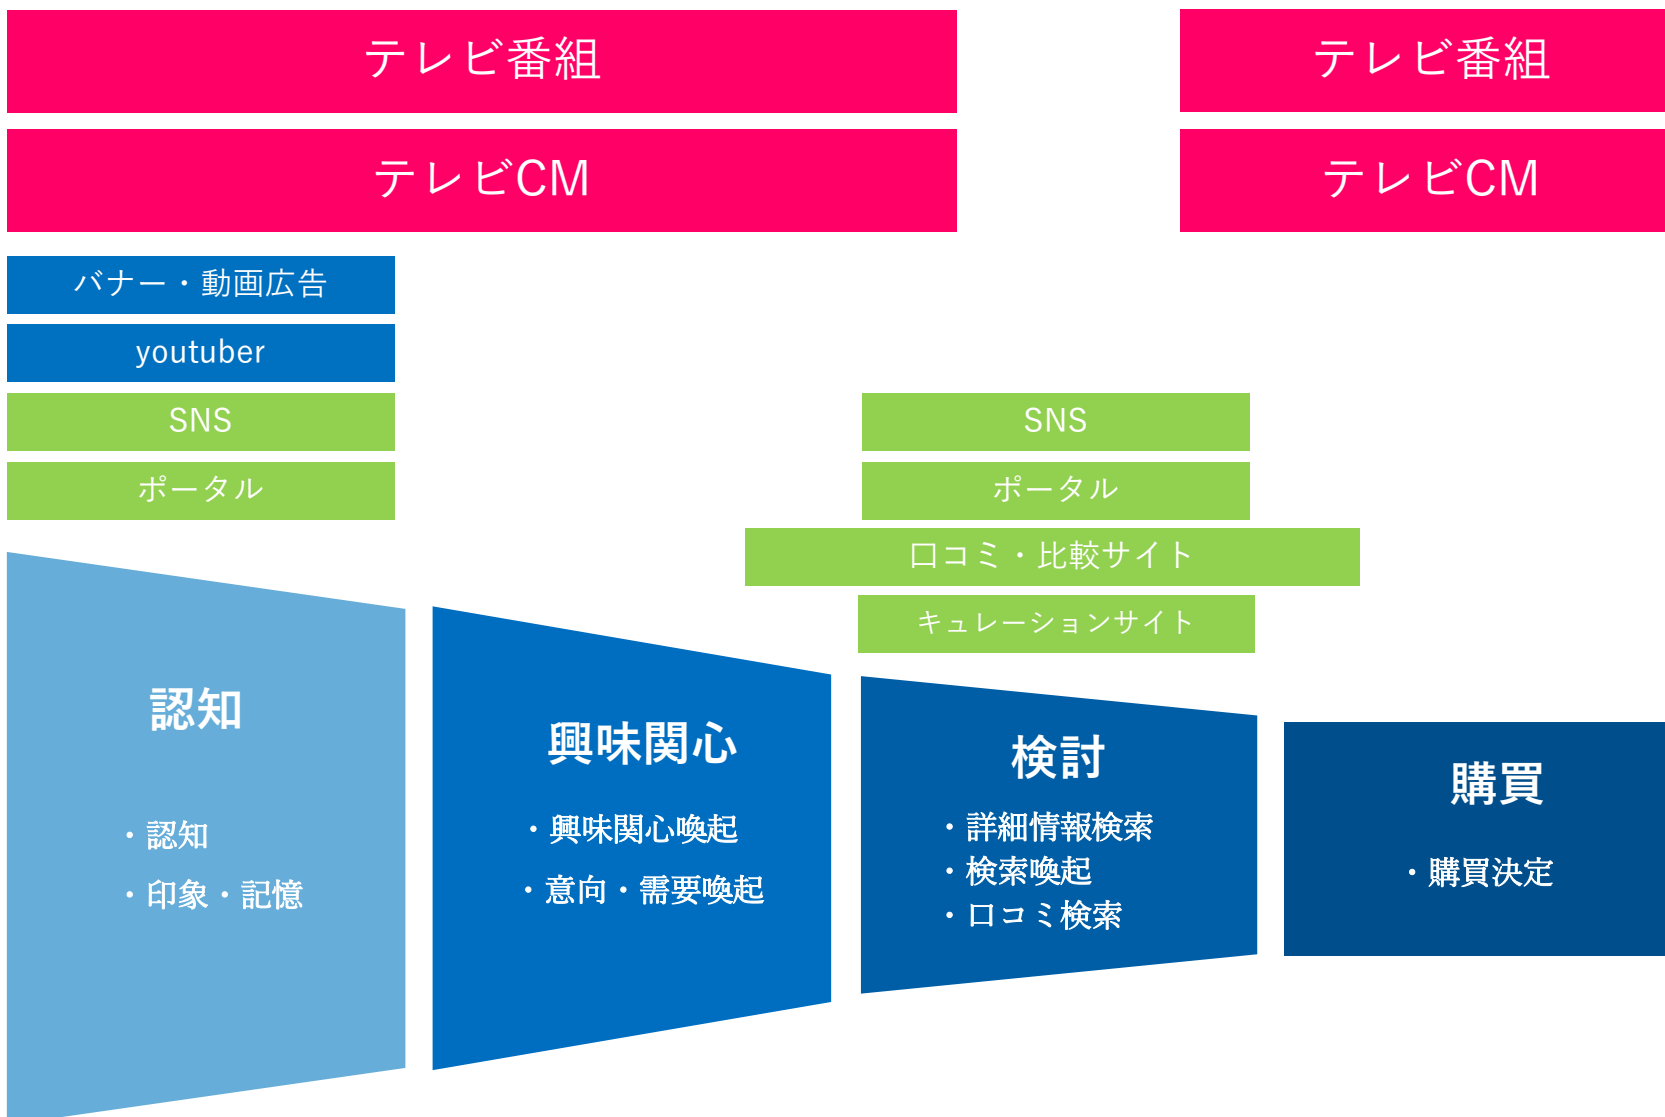 テレビ番組
テレビ番組
テレビCM
テレビCM
バナー・動画広告
youtuber
SNS
SNS
ポータル
ポータル
口コミ・比較サイト
キュレーションサイト
認知
・認知
・印象・記憶
興味関心
・興味関心喚起
・意向・需要喚起
検討
・詳細情報検索
・検索喚起
・口コミ検索
購買
・購買決定